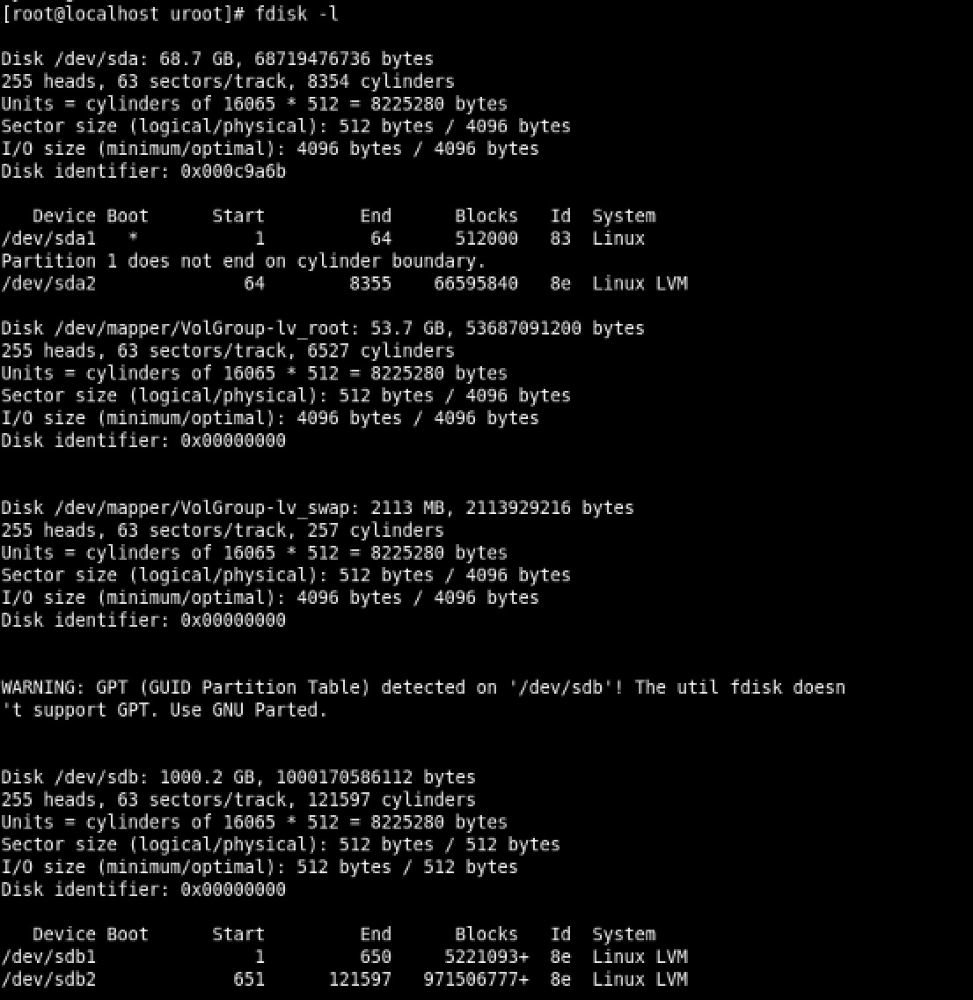 [root@localhost uroot]# fdisk -l
Disk /dev/sda: 68.7 GB, 68719476736 bytes
255 heads, 63 sectors/track, 8354 cylinders
Units = cylinders of 16065 * 512 = 8225280 bytes
Sector size (logical/physical): 512 bytes / 4096 bytes
I/O size (minimum/optimal): 4096 bytes / 4096 bytes
Disk identifier: 0x000c9a6b
   Device Boot      Start         End      Blocks   Id  System
/dev/sda1   *           1          64      512000   83  Linux
Partition 1 does not end on cylinder boundary.
/dev/sda2              64        8355    66595840   8e  Linux LVM
Disk /dev/mapper/VolGroup-lv_root: 53.7 GB, 53687091200 bytes
255 heads, 63 sectors/track, 6527 cylinders
Units = cylinders of 16065 * 512 = 8225280 bytes
Sector size (logical/physical): 512 bytes / 4096 bytes
I/O size (minimum/optimal): 4096 bytes / 4096 bytes
Disk identifier: 0x00000000
Disk /dev/mapper/VolGroup-lv_swap: 2113 MB, 2113929216 bytes
255 heads, 63 sectors/track, 257 cylinders
Units = cylinders of 16065 * 512 = 8225280 bytes
Sector size (logical/physical): 512 bytes / 4096 bytes
I/O size (minimum/optimal): 4096 bytes / 4096 bytes
Disk identifier: 0x00000000
WARNING: GPT (GUID Partition Table) detected on '/dev/sdb'! The util fdisk doesn
't support GPT. Use GNU Parted.
Disk /dev/sdb: 1000.2 GB, 1000170586112 bytes
255 heads, 63 sectors/track, 121597 cylinders
Units = cylinders of 16065 * 512 = 8225280 bytes
Sector size (logical/physical): 512 bytes / 512 bytes
I/O size (minimum/optimal): 512 bytes / 512 bytes
Disk identifier: 0x00000000
   Device Boot      Start         End      Blocks   Id  System
/dev/sdb1               1         650     5221093+  8e  Linux LVM
/dev/sdb2             651      121597   971506777+  8e  Linux LVM